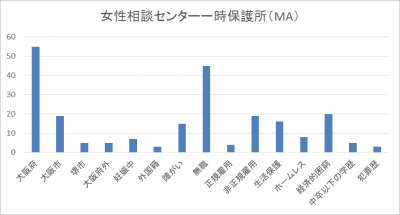 女性相談センター一時保護所(MA)
60
50
40
30
20
10
0
大阪府
大阪市
堺市
大阪府外
妊娠中
外国籍
障がい
無職
正規雇用
非正規雇用
生活保護
ホームレス
経済的困窮
中卒以下の学歴
犯罪歴